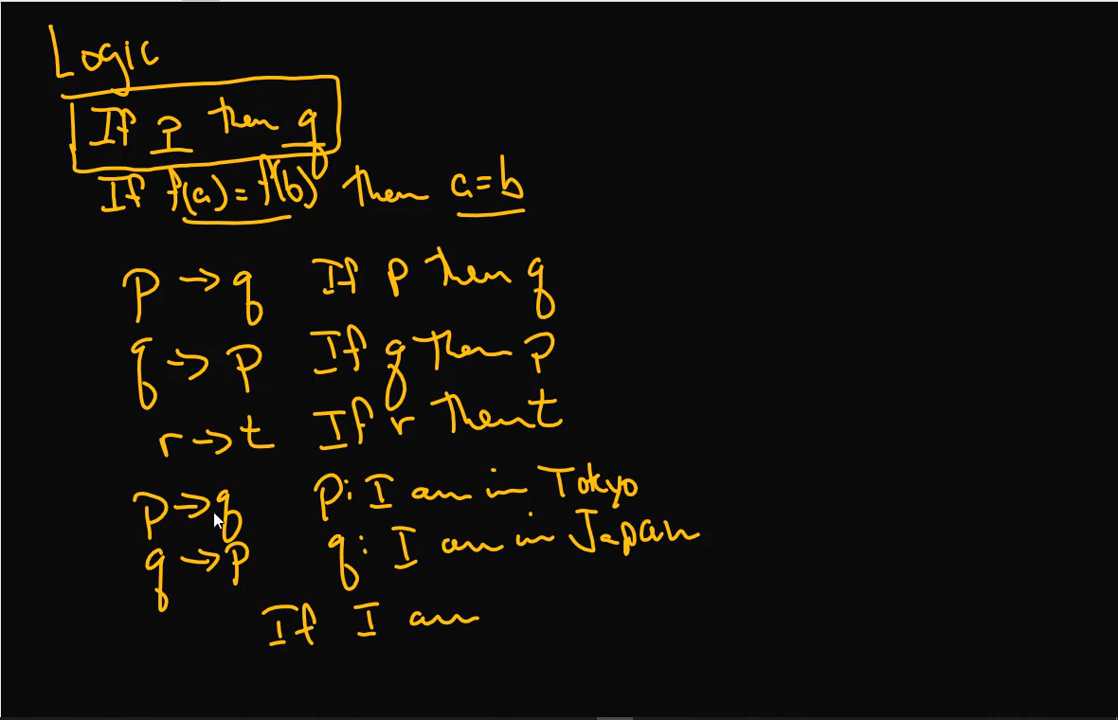 Logic
If P then q
If f(a) = f(b) then a=b
P → q If p then q
q → P If q then P
r → t If r then t
P → q p: I am in Tokyo
q → P q: I am in Japan
If I am